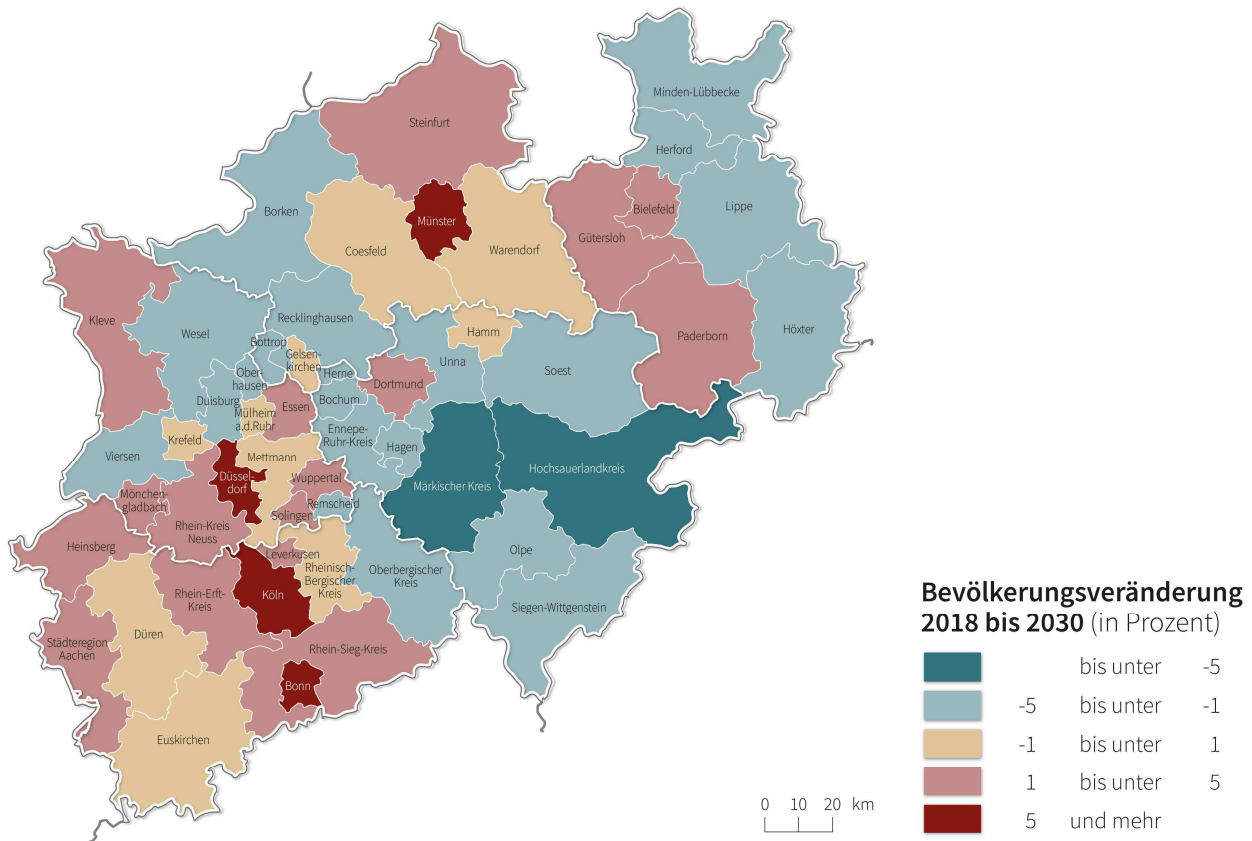 Minden-Lübbecke
Steinfurt
Herford
Borken
Bielefeld
Lippe
Münster
Gütersloh
Coesfeld
Warendorf
Kleve
Recklinghausen
Wesel
Hamm
Paderborn
Höxter
Bottrop
Gelsen-
kirchen
Unna
Ober-
hausen
Herne
Soest
Dortmund
Duisburg
Essen
Bochum
Mülheim
a.d.Ruhr
Ennepe-
Ruhr-Kreis
Krefeld
Hagen
Viersen
Mettmann
Hochsauerlandkreis
Düssel-
dorf
Wuppertal
Märkischer Kreis
Mönchen-
gladbach
Remscheid
Solingen
Rhein-Kreis
Neuss
Heinsberg
Leverkusen
Olpe
Rheinisch-
Bergischer
Kreis
Oberbergischer
Kreis
Rhein-Erft-
Kreis
Köln
Siegen-Wittgenstein
Düren
Städteregion
Aachen
Rhein-Sieg-Kreis
Bonn
Euskirchen
Bevölkerungsveränderung
2018 bis 2030 (in Prozent)
bis unter -5
-5 bis unter -1
-1 bis unter 1
1 bis unter 5
5 und mehr
0 10 20 km